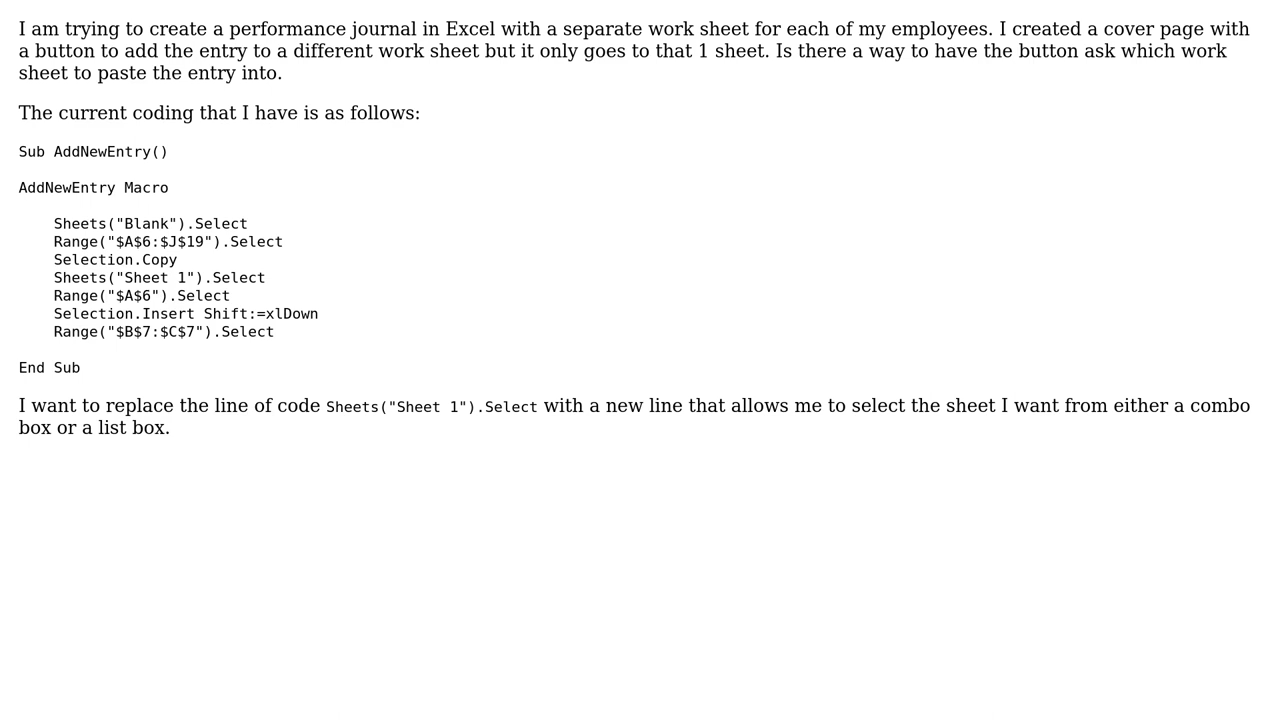 I am trying to create a performance journal in Excel with a separate work sheet for each of my employees. I created a cover page with
a button to add the entry to a different work sheet but it only goes to that 1 sheet. Is there a way to have the button ask which work
sheet to paste the entry into.
The current coding that I have is as follows:
Sub AddNewEntry()
AddNewEntry Macro
    Sheets("Blank").Select
    Range("$A$6:$J$19").Select
    Selection.Copy
    Sheets("Sheet 1").Select
    Range("$A$6").Select
    Selection.Insert Shift:=xlDown
    Range("$B$7:$C$7").Select
End Sub
I want to replace the line of code Sheets("Sheet 1").Select with a new line that allows me to select the sheet I want from either a combo
box or a list box.